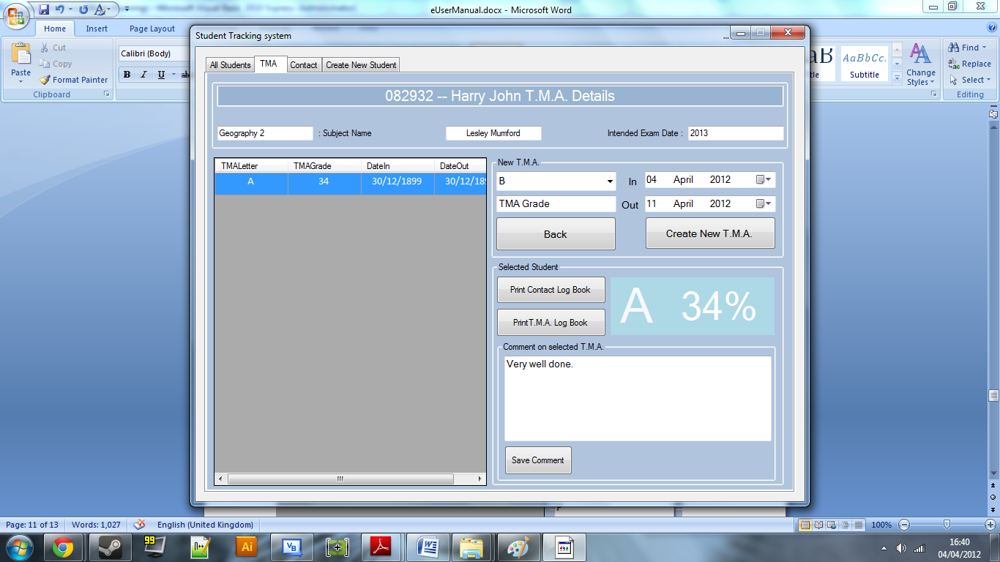 eUserManual.docx - Microsoft Word
Home Insert Page Layout
Paste
Cut
Copy
Format Painter
Clipboard
Calibri (Body)
B I U
Subtitle
Change
Styles
Find
Replace
Select
Editing
Student Tracking system
...
All Students TMA Contact Create New Student
082932 -- Harry John T.M.A. Details
Geography 2 : Subject Name Lesley Mumford Intended Exam Date : 2013
TMALetter TMAGrade DateIn DateOut
A 34 30/12/1899 30/12/189
New T.M.A.
B In 04 April 2012
TMA Grade Out 11 April 2012
Back Create New T.M.A.
Selected Student
Print Contact Log Book
PrintT.M.A. Log Book
A 34%
Comment on selected T.M.A.
Very well done.
Save Comment
Page: 11 of 13 Words: 1,027 English (United Kingdom) 100%
99 Ai VB W
16:40
04/04/2012